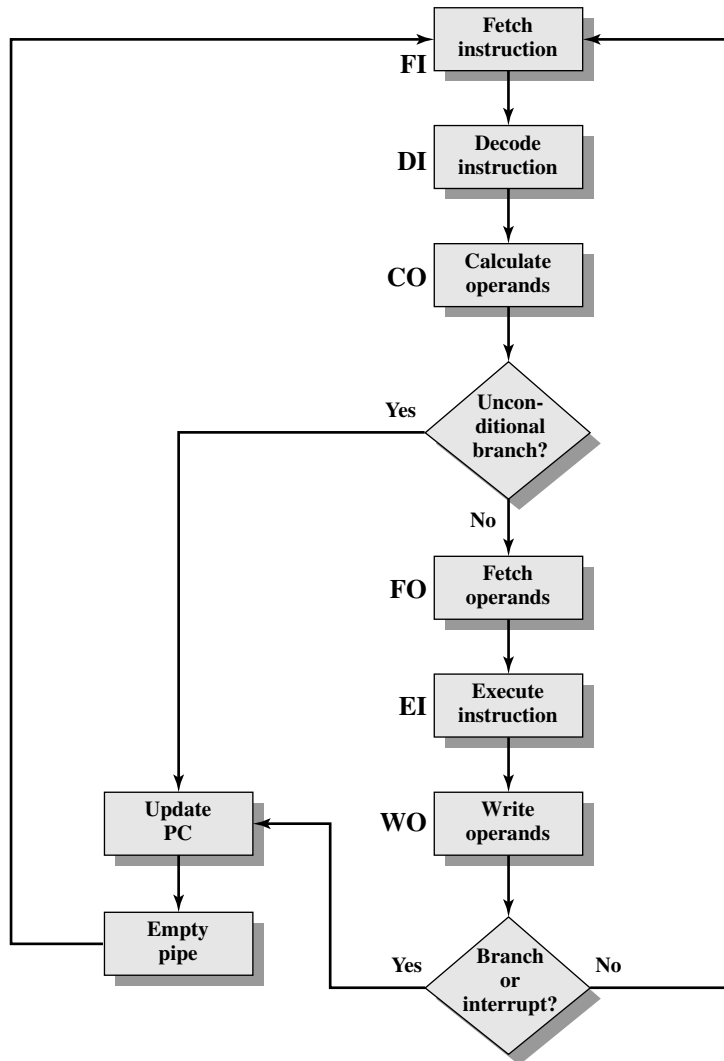 Fetch
instruction
FI
Decode
instruction
DI
Calculate
operands
CO
Yes
Uncon-
ditional
branch?
No
Fetch
operands
FO
Execute
instruction
EI
Update
PC
WO
Write
operands
Empty
pipe
Yes
Branch
or
interrupt?
No